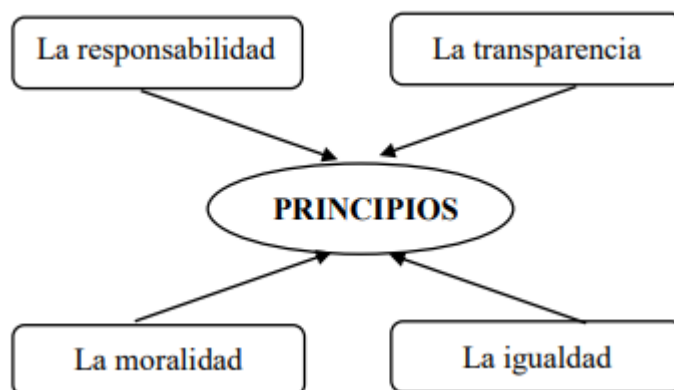 La responsabilidad
La transparencia
PRINCIPIOS
La moralidad
La igualdad